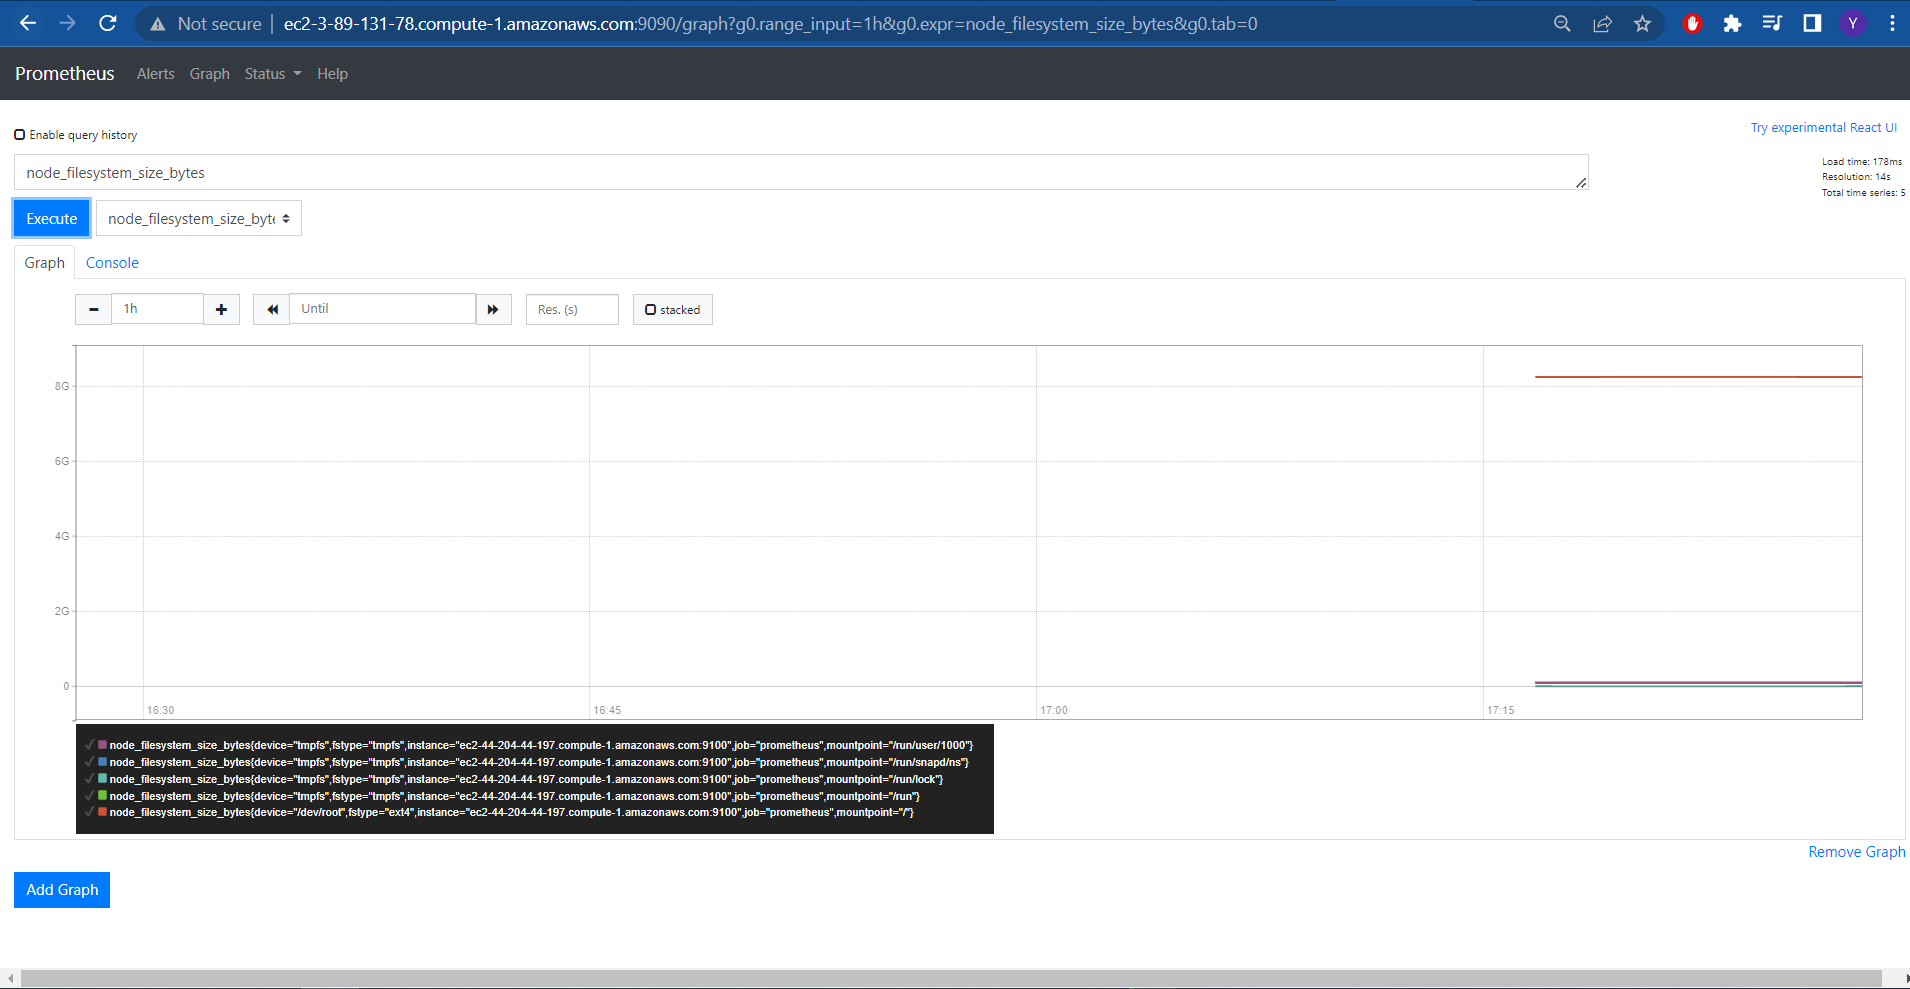 Not secure | ec2-3-89-131-78.compute-1.amazonaws.com:9090/graph?g0.range_input=1h&g0.expr=node_filesystem_size_bytes&g0.tab=0 Y
Prometheus Alerts Graph Status Help
Enable query history
Try experimental React UI
node_filesystem_size_bytes
Load time: 178ms
Resolution: 14s
Total time series: 5
Execute node_filesystem_size_byte
Graph Console
1h Until Res. (s) stacked
8G
6G
4G
2G
0
16:30 16:45 17:00 17:15
node_filesystem_size_bytes{device="tmpfs",fstype="tmpfs",instance="ec2-44-204-44-197.compute-1.amazonaws.com:9100",job="prometheus",mountpoint="/run/user/1000"}
node_filesystem_size_bytes{device="tmpfs",fstype="tmpfs",instance="ec2-44-204-44-197.compute-1.amazonaws.com:9100",job="prometheus",mountpoint="/run/snapd/ns"}
node_filesystem_size_bytes{device="tmpfs",fstype="tmpfs",instance="ec2-44-204-44-197.compute-1.amazonaws.com:9100",job="prometheus",mountpoint="/run/lock"}
node_filesystem_size_bytes{device="tmpfs",fstype="tmpfs",instance="ec2-44-204-44-197.compute-1.amazonaws.com:9100",job="prometheus",mountpoint="/run"}
node_filesystem_size_bytes{device="/dev/root",fstype="ext4",instance="ec2-44-204-44-197.compute-1.amazonaws.com:9100",job="prometheus",mountpoint="/"}
Remove Graph
Add Graph